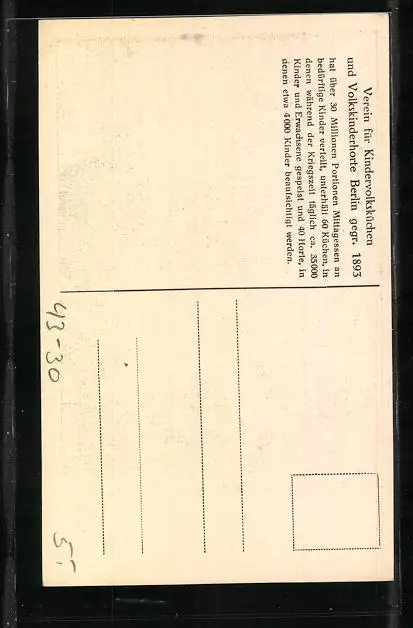 Verein für Kindervolksküchen
und Volkskinderhorte Berlin gegr. 1893
hat über 30 Millionen Portionen Mittagessen an
bedürftige Kinder verteilt, unterhält 60 Küchen, in
denen während der Kriegszeit täglich ca. 35000
Kinder und Erwachsene gespeist und 40 Horte, in
denen etwa 4000 Kinder beaufsichtigt werden.
43-30
5.-